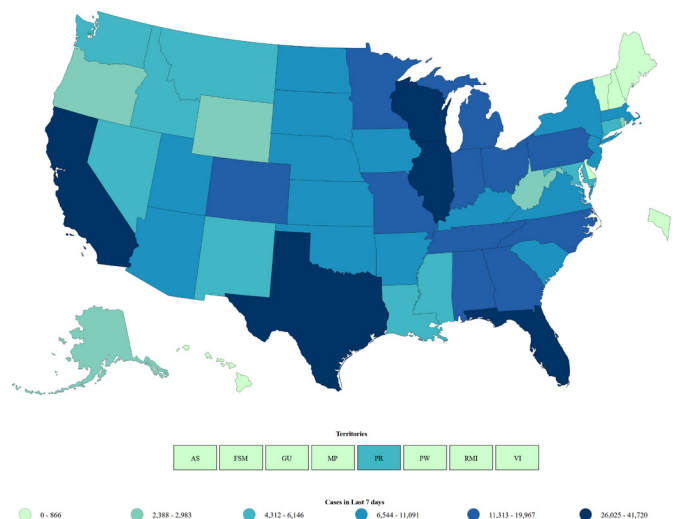 Territories
AS FSM GU MP PR PW RMI VI
Cases in Last 7 days
0 - 866 2,388 - 2,983 4,312 - 6,146 6,544 - 11,091 11,313 - 19,967 26,025 - 41,720